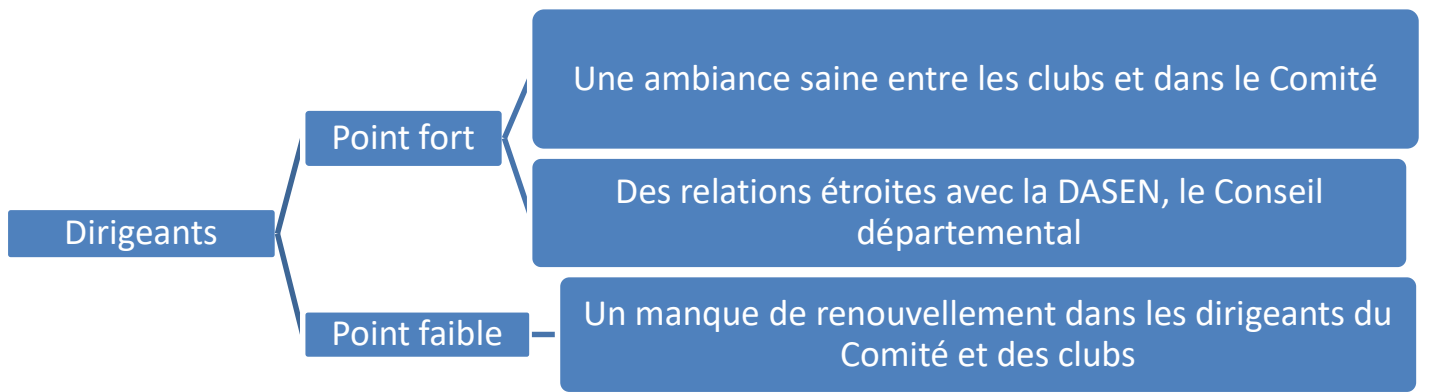 Dirigeants
Point fort
Une ambiance saine entre les clubs et dans le Comité
Des relations étroites avec la DASEN, le Conseil
départemental
Point faible
Un manque de renouvellement dans les dirigeants du
Comité et des clubs